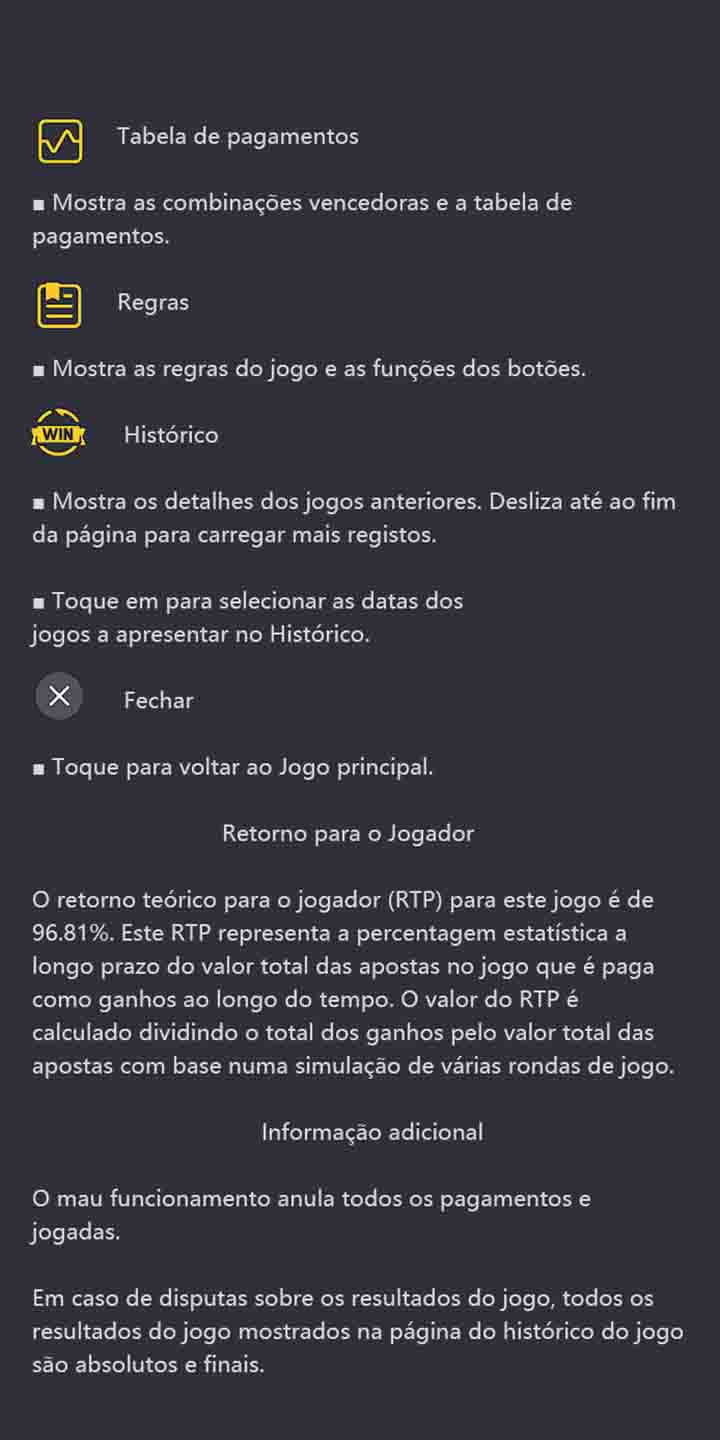 Tabela de pagamentos
▪ Mostra as combinações vencedoras e a tabela de
pagamentos.
Regras
▪ Mostra as regras do jogo e as funções dos botões.
WIN Histórico
▪ Mostra os detalhes dos jogos anteriores. Desliza até ao fim
da página para carregar mais registos.
▪ Toque em para selecionar as datas dos
jogos a apresentar no Histórico.
Fechar
▪ Toque para voltar ao Jogo principal.
Retorno para o Jogador
O retorno teórico para o jogador (RTP) para este jogo é de
96.81%. Este RTP representa a percentagem estatística a
longo prazo do valor total das apostas no jogo que é paga
como ganhos ao longo do tempo. O valor do RTP é
calculado dividindo o total dos ganhos pelo valor total das
apostas com base numa simulação de várias rondas de jogo.
Informação adicional
O mau funcionamento anula todos os pagamentos e
jogadas.
Em caso de disputas sobre os resultados do jogo, todos os
resultados do jogo mostrados na página do histórico do jogo
são absolutos e finais.